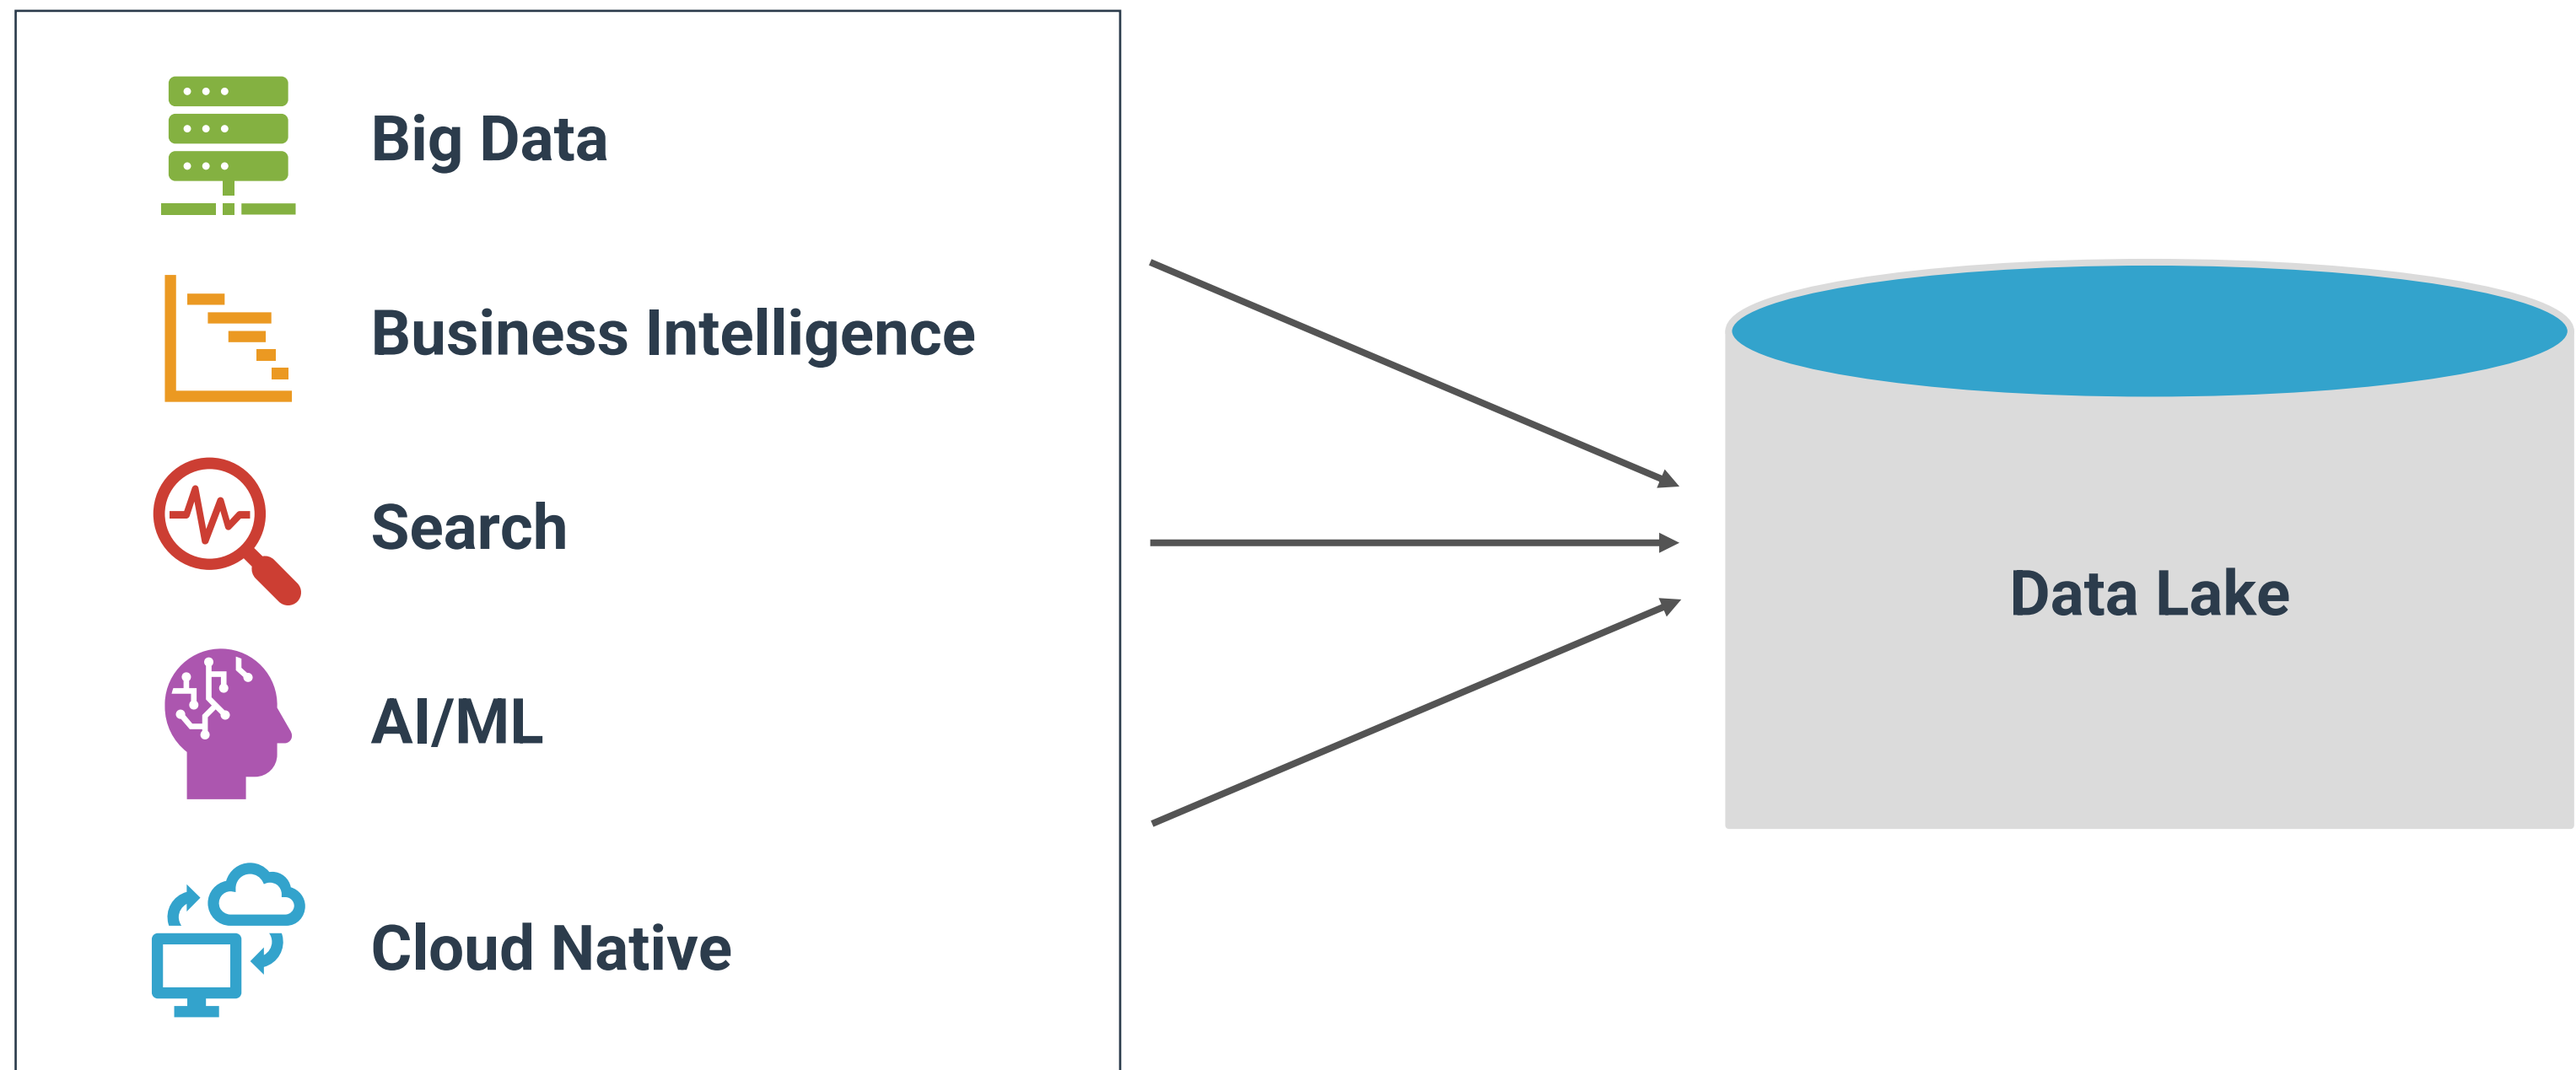 Big Data
Business Intelligence
Search
AI/ML
Cloud Native
Data Lake